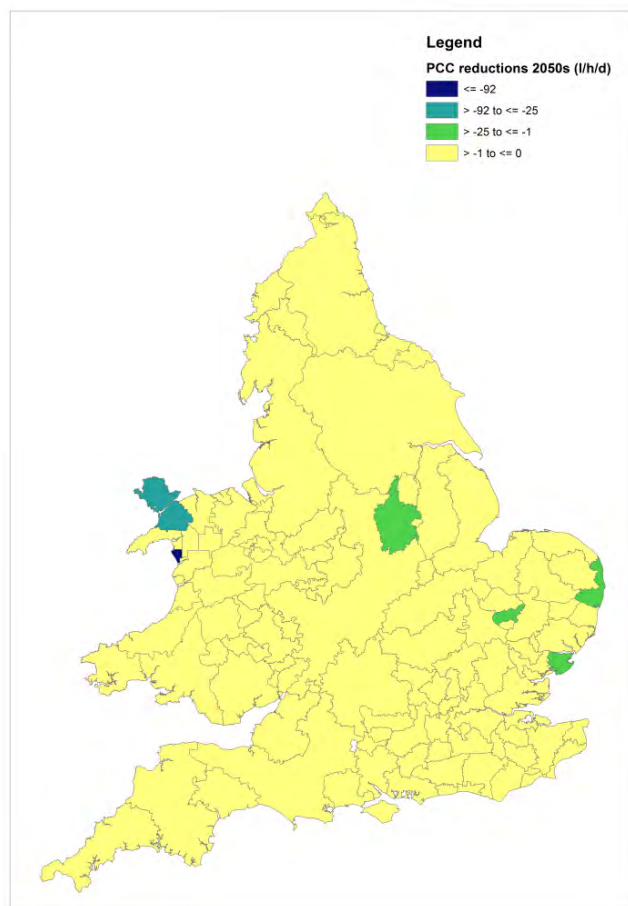 Legend
PCC reductions 2050s (l/h/d)
<= -92
> -92 to <= -25
> -25 to <= -1
> -1 to <= 0